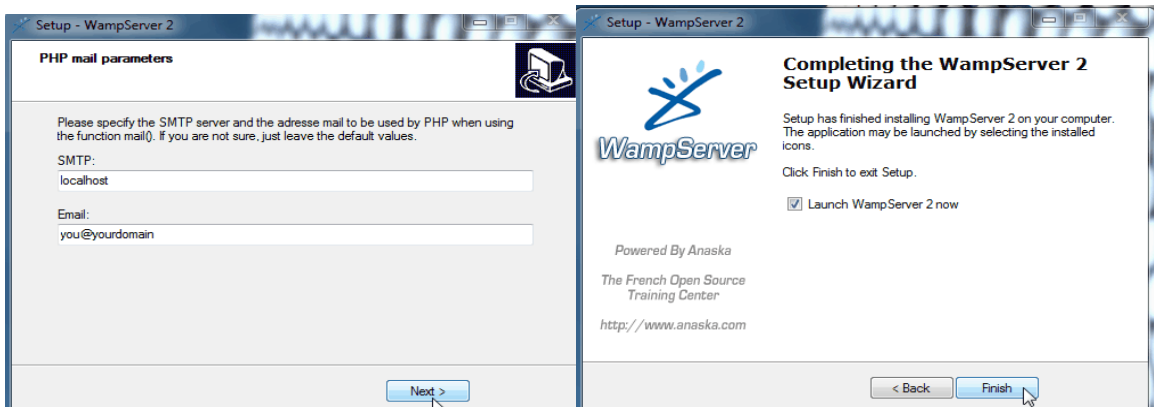 Setup - WampServer 2
PHP mail parameters
Please specify the SMTP server and the adresse mail to be used by PHP when using
the function mail(). If you are not sure, just leave the default values.
SMTP:
localhost
Email:
you@yourdomain
Next >
Setup - WampServer 2
WampServer
Powered By Anaska
The French Open Source
Training Center
http://www.anaska.com
Completing the WampServer 2
Setup Wizard
Setup has finished installing WampServer 2 on your computer.
The application may be launched by selecting the installed
icons.
Click Finish to exit Setup.
Launch WampServer 2 now
< Back
Finish